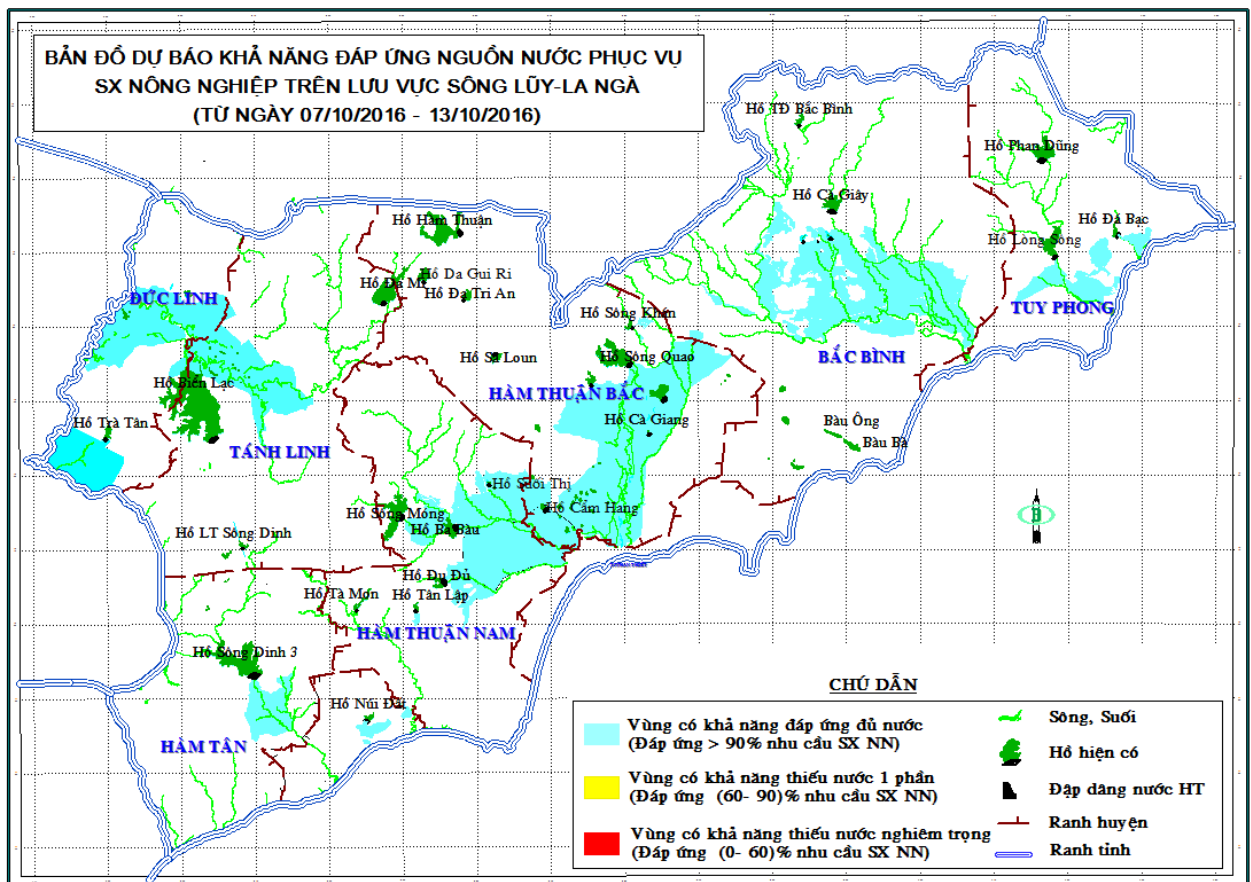 BẢN ĐỒ DỰ BÁO KHẢ NĂNG ĐÁP ỨNG NGUỒN NƯỚC PHỤC VỤ
SX NÔNG NGHIỆP TRÊN LƯU VỰC SÔNG LŨY-LA NGÀ
(TỪ NGÀY 07/10/2016 - 13/10/2016)
Hồ TĐ Bắc Bình
Hồ Phan Dũng
Hồ Cà Giây
Hồ Hàm Thuận
Hồ Đá Bạc
Hồ Lòng Sông
Hồ Da Gui Ri
Hồ Đa Mi
Hồ Đa Tri An
ĐỨC LINH
TUY PHONG
Hồ Sông Khán
Hồ Sa Loun
Hồ Sông Quao
BẮC BÌNH
Hồ Biển Lạc
HÀM THUẬN BẮC
Hồ Trà Tân
Hồ Cà Giang
Bàu Ông
Bàu Bà
TÁNH LINH
Hồ Suối Thị
Hồ Sông Móng
Hồ Cẩm Hang
Hồ Ba Bàu
B
Hồ LT Sông Dinh
Hồ Đu Đủ
Hồ Tà Mon
Hồ Tân Lập
HÀM THUẬN NAM
Hồ Sông Dinh 3
Hồ Núi Đất
HÀM TÂN
CHÚ DẪN
Vùng có khả năng đáp ứng đủ nước
(Đáp ứng > 90% nhu cầu SX NN)
Vùng có khả năng thiếu nước 1 phần
(Đáp ứng (60- 90)% nhu cầu SX NN)
Vùng có khả năng thiếu nước nghiêm trọng
(Đáp ứng (0- 60)% nhu cầu SX NN)
Sông, Suối
Hồ hiện có
Đập dâng nước HT
Ranh huyện
Ranh tỉnh